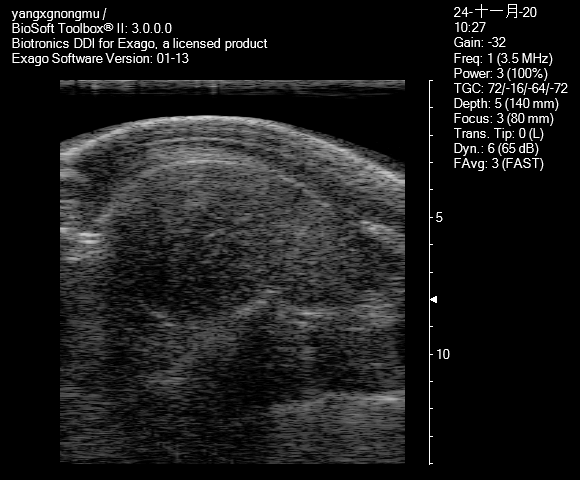 yangxgnongmu /
BioSoft Toolbox® II: 3.0.0.0
Biotronics DDI for Exago, a licensed product
Exago Software Version: 01-13
24-十一月-20
10:27
Gain: -32
Freq: 1 (3.5 MHz)
Power: 3 (100%)
TGC: 72/-16/-64/-72
Depth: 5 (140 mm)
Focus: 3 (80 mm)
Trans. Tip: 0 (L)
Dyn.: 6 (65 dB)
FAvg: 3 (FAST)
5
10